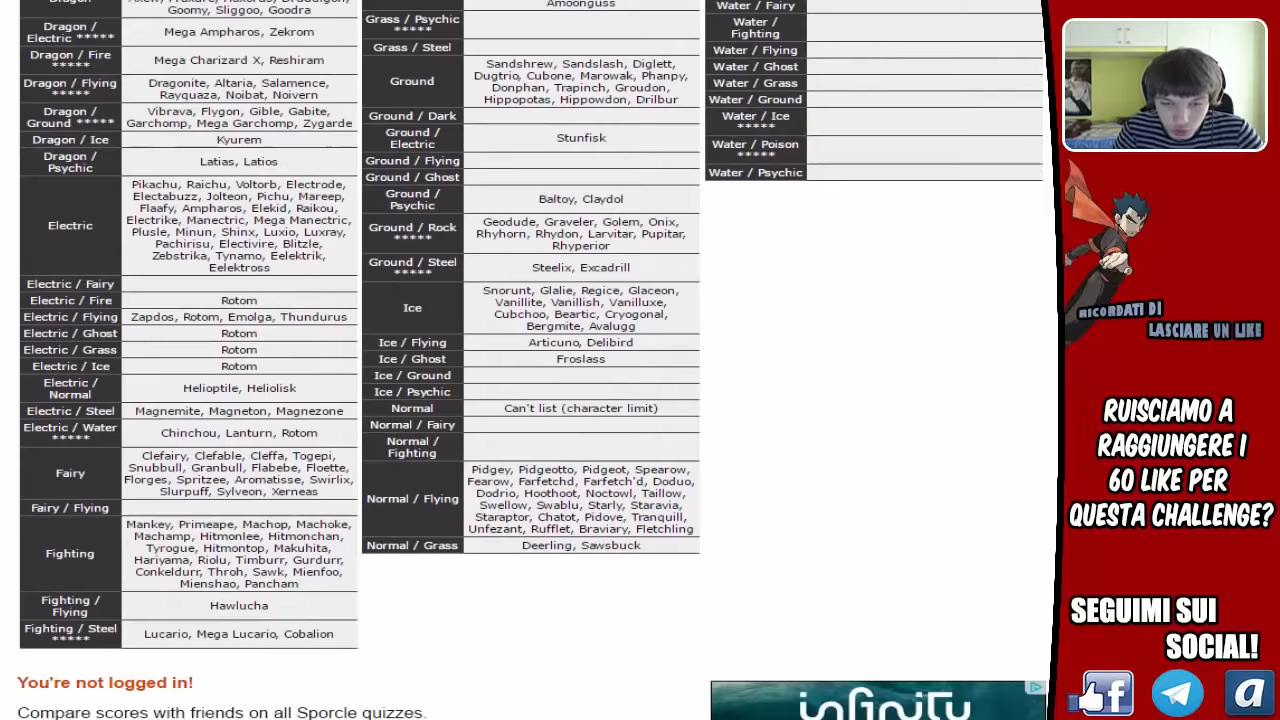 Dragon
Axew, Fraxure, Haxorus, Druddigon,
Goomy, Sliggoo, Goodra
Dragon /
Electric *****
Mega Ampharos, Zekrom
Dragon / Fire
*****
Mega Charizard X, Reshiram
Dragon / Flying
*****
Dragonite, Altaria, Salamence,
Rayquaza, Noibat, Noivern
Dragon /
Ground *****
Vibrava, Flygon, Gible, Gabite,
Garchomp, Mega Garchomp, Zygarde
Dragon / Ice
Kyurem
Dragon /
Psychic
Latias, Latios
Electric
Pikachu, Raichu, Voltorb, Electrode,
Electabuzz, Jolteon, Pichu, Mareep,
Flaafy, Ampharos, Elekid, Raikou,
Electrike, Manectric, Mega Manectric,
Plusle, Minun, Shinx, Luxio, Luxray,
Pachirisu, Electivire, Blitzle,
Zebstrika, Tynamo, Eelektrik,
Eelektross
Electric / Fairy
Electric / Fire
Rotom
Electric / Flying
Zapdos, Rotom, Emolga, Thundurus
Electric / Ghost
Rotom
Electric / Grass
Rotom
Electric / Ice
Rotom
Electric /
Normal
Helioptile, Heliolisk
Electric / Steel
Magnemite, Magneton, Magnezone
Electric / Water
*****
Chinchou, Lanturn, Rotom
Fairy
Clefairy, Clefable, Cleffa, Togepi,
Snubbull, Granbull, Flabebe, Floette,
Florges, Spritzee, Aromatisse, Swirlix,
Slurpuff, Sylveon, Xerneas
Fairy / Flying
Fighting
Mankey, Primeape, Machop, Machoke,
Machamp, Hitmonlee, Hitmonchan,
Tyrogue, Hitmontop, Makuhita,
Hariyama, Riolu, Timburr, Gurdurr,
Conkeldurr, Throh, Sawk, Mienfoo,
Mienshao, Pancham
Fighting /
Flying
Hawlucha
Fighting / Steel
*****
Lucario, Mega Lucario, Cobalion
Amoonguss
Grass / Psychic
*****
Grass / Steel
Ground
Sandshrew, Sandslash, Diglett,
Dugtrio, Cubone, Marowak, Phanpy,
Donphan, Trapinch, Groudon,
Hippopotas, Hippowdon, Drilbur
Ground / Dark
Ground /
Electric
Stunfisk
Ground / Flying
Ground / Ghost
Ground /
Psychic
Baltoy, Claydol
Ground / Rock
*****
Geodude, Graveler, Golem, Onix,
Rhyhorn, Rhydon, Larvitar, Pupitar,
Rhyperior
Ground / Steel
*****
Steelix, Excadrill
Ice
Snorunt, Glalie, Regice, Glaceon,
Vanillite, Vanillish, Vanilluxe,
Cubchoo, Beartic, Cryogonal,
Bergmite, Avalugg
Ice / Flying
Articuno, Delibird
Ice / Ghost
Froslass
Ice / Ground
Ice / Psychic
Normal
Can't list (character limit)
Normal / Fairy
Normal /
Fighting
Normal / Flying
Pidgey, Pidgeotto, Pidgeot, Spearow,
Fearow, Farfetchd, Farfetch'd, Doduo,
Dodrio, Hoothoot, Noctowl, Taillow,
Swellow, Swablu, Starly, Staravia,
Staraptor, Chatot, Pidove, Tranquill,
Unfezant, Rufflet, Braviary, Fletchling
Normal / Grass
Deerling, Sawsbuck
Water / Fairy
Water /
Fighting
Water / Flying
Water / Ghost
Water / Grass
Water / Ground
Water / Ice
*****
Water / Poison
*****
Water / Psychic
You're not logged in!
Compare scores with friends on all Sporcle quizzes.
infinity
RICORDATI DI
LASCIARE UN LIKE
RUISCIAMO A
RAGGIUNGERE I
60 LIKE PER
QUESTA CHALLENGE?
SEGUIMI SUI
SOCIAL!
f
a